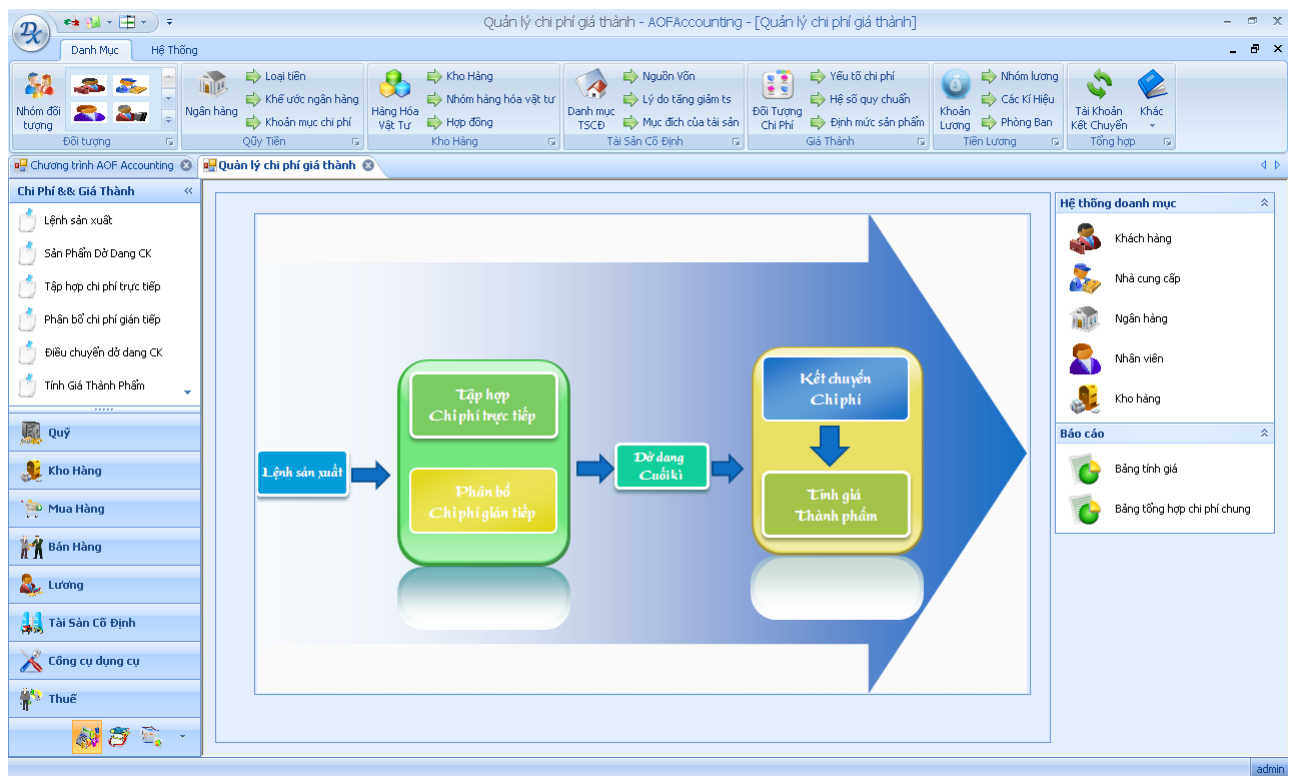 Quản lý chi phí giá thành - AOFAccounting - [Quản lý chi phí giá thành]
Danh Mục
Hệ Thống
Nhóm đối
tượng
Đối tượng
Ngân hàng
Loại tiền
Khế ước ngân hàng
Khoản mục chi phí
Qũy Tiền
Hàng Hóa
Vật Tư
Kho Hàng
Nhóm hàng hóa vật tư
Hợp đồng
Kho Hàng
Danh mục
TSCĐ
Nguồn Vốn
Lý do tăng giảm ts
Mục đích của tài sản
Tài Sản Cố Định
Đối Tượng
Chi Phí
Yếu tố chi phí
Hệ số quy chuẩn
Định mức sản phẩm
Giá Thành
Khoản
Lương
Nhóm lương
Các Kí Hiệu
Phòng Ban
Tiền Lương
Tài Khoản
Kết Chuyển
Khác
Tổng hợp
Chương trình AOF Accounting
Quản lý chi phí giá thành
Chi Phí && Giá Thành
Lệnh sản xuất
Sản Phẩm Dở Dang CK
Tập hợp chi phí trực tiếp
Phân bổ chi phí gián tiếp
Điều chuyển dở dang CK
Tính Giá Thành Phẩm
Quỹ
Kho Hàng
Mua Hàng
Bán Hàng
Lương
Tài Sản Cố Định
Công cụ dụng cụ
Thuế
Lệnh sản xuất
Tập hợp
Chi phí trực tiếp
Phân bổ
Chi phí gián tiếp
Dở dang
Cuối kì
Kết chuyển
Chi phí
Tính giá
Thành phẩm
Hệ thống doanh mục
Khách hàng
Nhà cung cấp
Ngân hàng
Nhân viên
Kho hàng
Báo cáo
Bảng tính giá
Bảng tổng hợp chi phí chung
admin